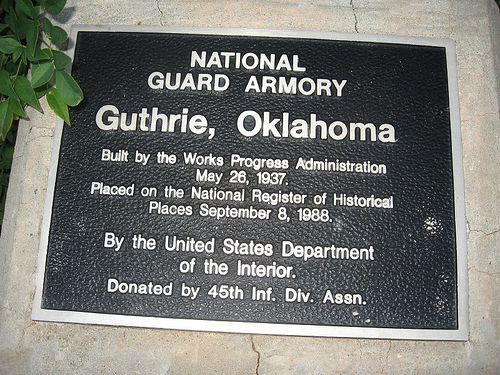 NATIONAL
GUARD ARMORY
Guthrie, Oklahoma
Built by the Works Progress Administration
May 26, 1937.
Placed on the National Register of Historical
Places September 8, 1988.
By the United States Department
of the Interior.
Donated by 45th Inf. Div. Assn.